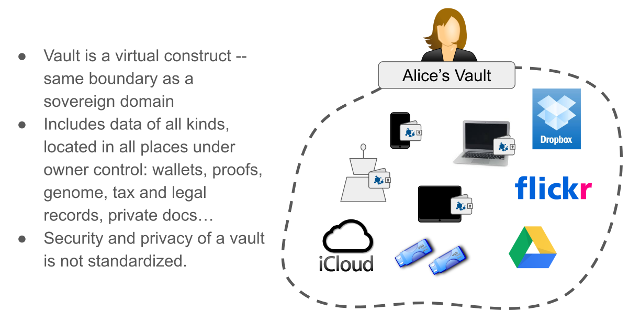 ● Vault is a virtual construct --
same boundary as a
sovereign domain
● Includes data of all kinds,
located in all places under
owner control: wallets, proofs,
genome, tax and legal
records, private docs…
● Security and privacy of a vault
is not standardized.
Alice's Vault
Dropbox
flickr
iCloud